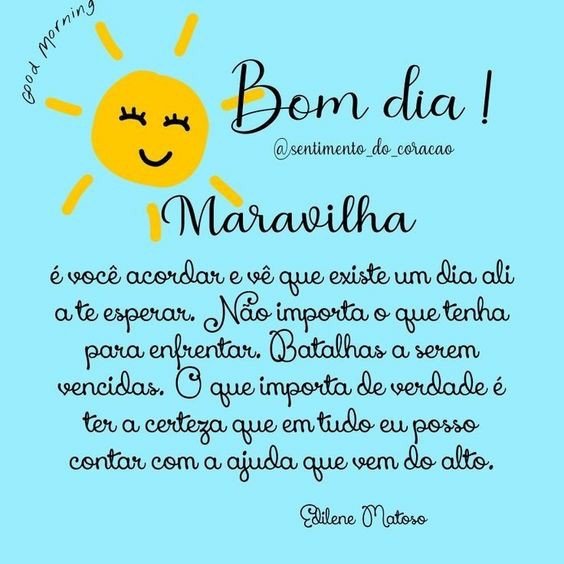 Good Morning
Bom dia !
@sentimento_do_coracao
Maravilha
é você acordar e vê que existe um dia ali
a te esperar. Não importa o que tenha
para enfrentar. Batalhas a serem
vencidas. O que importa de verdade é
ter a certeza que em tudo eu posso
contar com a ajuda que vem do alto.
Edilene Matoso